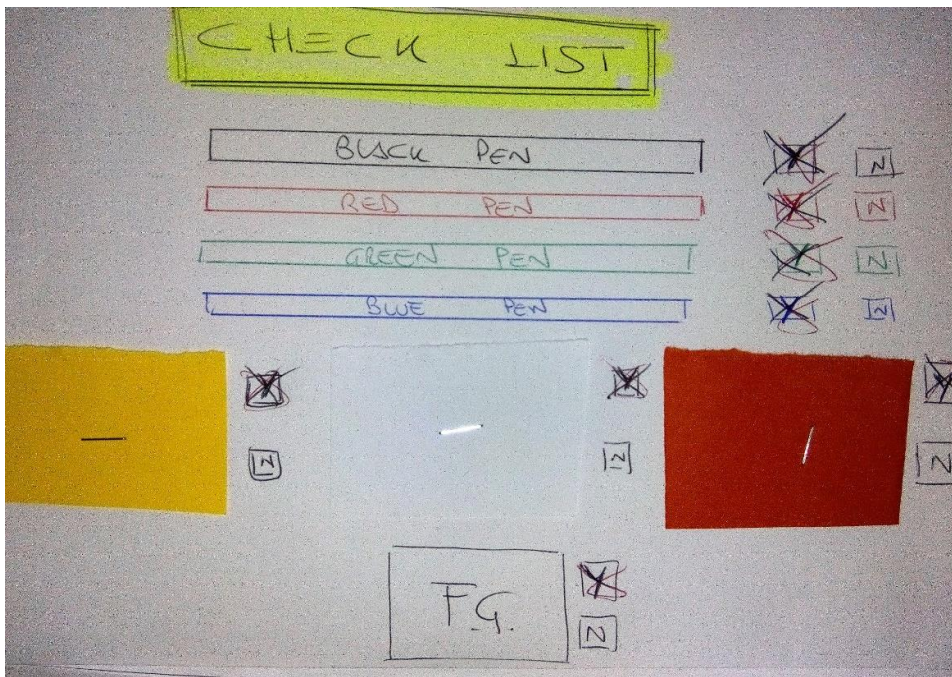 CHECK LIST.
BLACK PEN Y N
RED PEN Y N
GREEN PEN Y N
BLUE PEN Y N
Y Y Y
N N N
F.G. Y
N